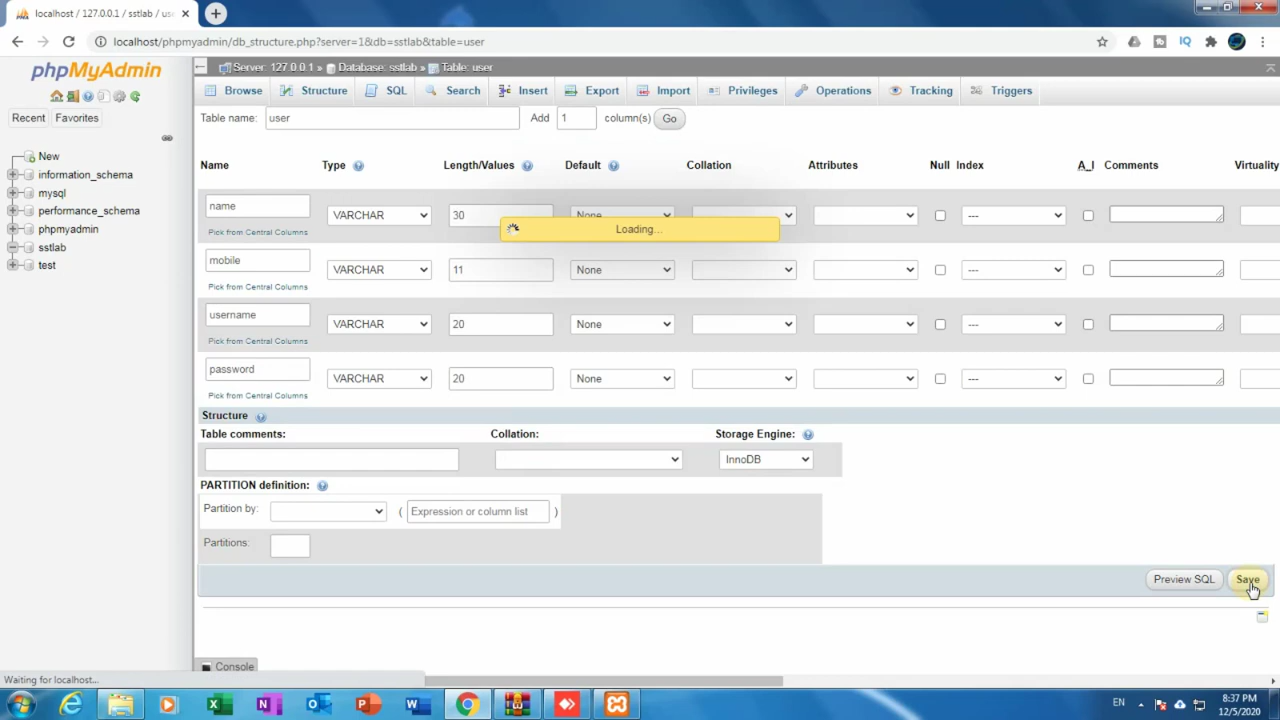 localhost / 127.0.0.1 / sstlab / us
localhost/phpmyadmin/db_structure.php?server=1&db=sstlab&table=user
IQ
phpMyAdmin
Recent
Favorites
New
information_schema
mysql
performance_schema
phpmyadmin
sstlab
test
Server: 127.0.0.1 » Database: sstlab » Table: user
Browse Structure SQL Search Insert Export Import Privileges Operations Tracking Triggers
Table name: user Add 1 column(s) Go
Name Type Length/Values Default Collation Attributes Null Index A_I Comments Virtuality
name VARCHAR 30 None ---
Pick from Central Columns
Loading...
mobile VARCHAR 11 None ---
Pick from Central Columns
username VARCHAR 20 None ---
Pick from Central Columns
password VARCHAR 20 None ---
Pick from Central Columns
Structure
Table comments: Collation: Storage Engine:
InnoDB
PARTITION definition:
Partition by: ( Expression or column list )
Partitions:
Preview SQL Save
Console
Waiting for localhost...
EN
8:37 PM
12/5/2020